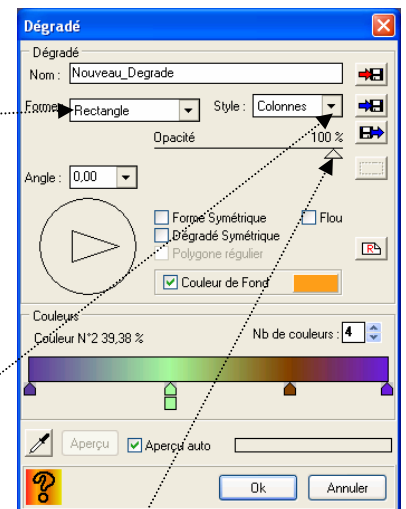 Dégradé
Dégradé
Nom : Nouveau_Degrade
Forme : Rectangle Style : Colonnes
Opacité 100 %
Angle : 0,00
Forme Symétrique Flou
Dégradé Symétrique
Polygone régulier
Couleur de Fond
Couleurs
Couleur N°2 39,38 % Nb de couleurs : 4
Aperçu Aperçu auto
Ok Annuler